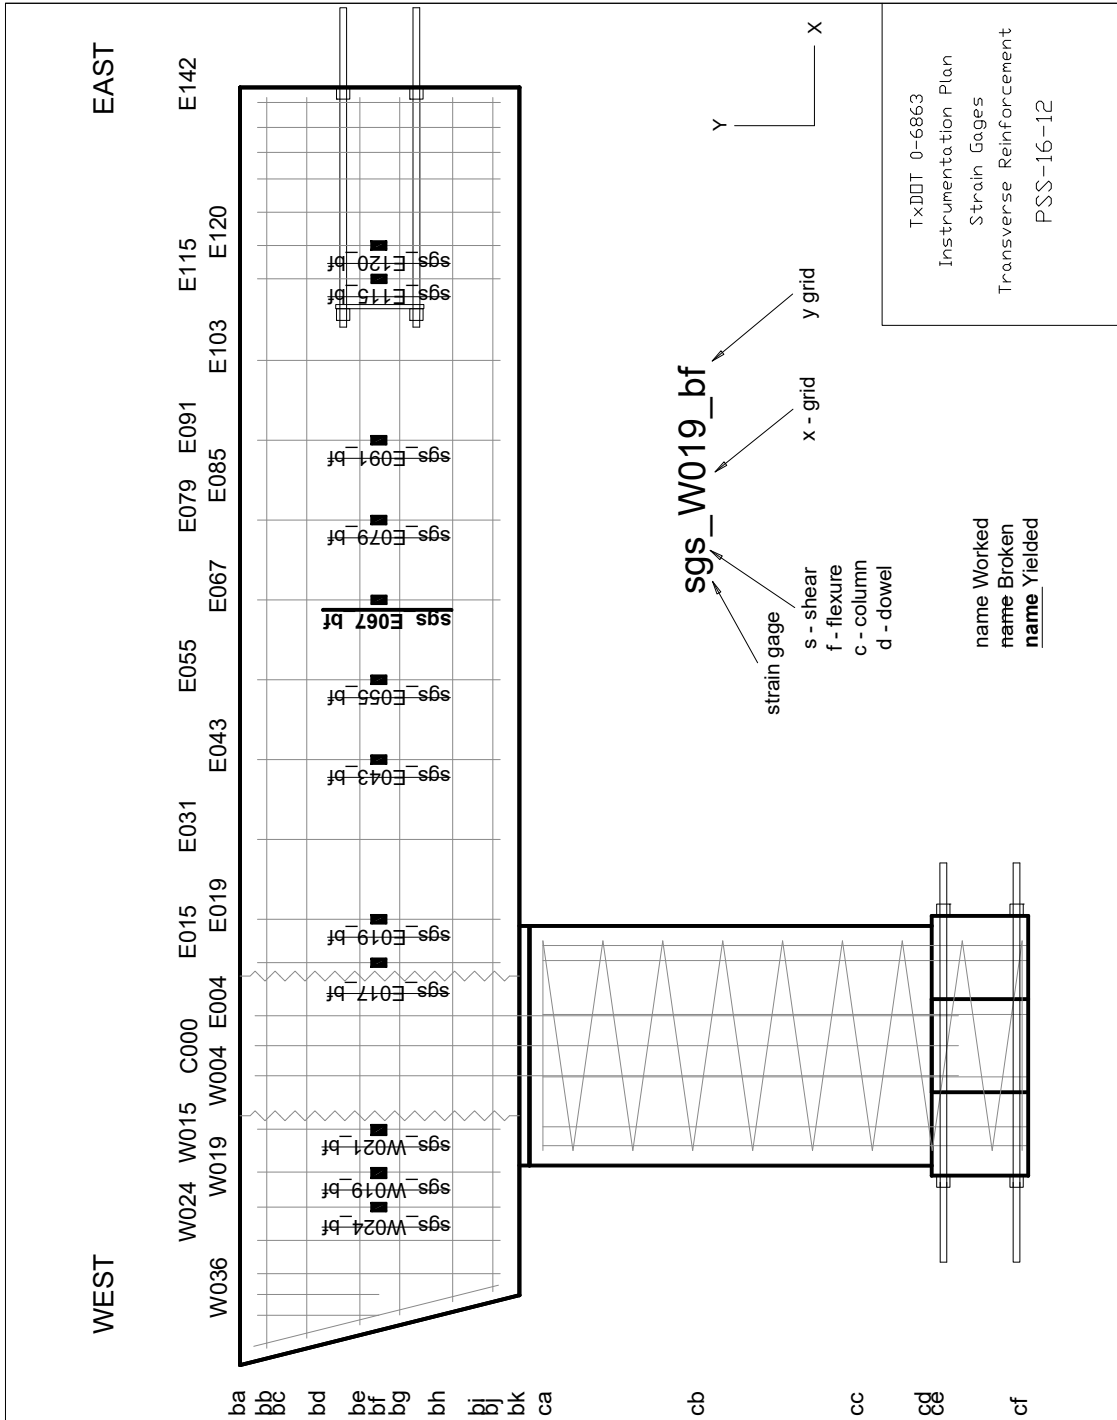 WEST
EAST
W036
W024
W019
W015
W004
C000
E004
E015
E019
E031
E043
E055
E067
E079
E085
E091
E103
E115
E120
E142
ba
bb
bc
bd
be
bf
bg
bh
bi
bj
bk
ca
cb
cc
cd
ce
cf
sgs_W024_bf
sgs_W019_bf
sgs_W021_bf
sgs_E017_bf
sgs_E019_bf
sgs_E043_bf
sgs_E055_bf
sgs_E067_bf
sgs_E079_bf
sgs_E091_bf
sgs_E115_bf
sgs_E120_bf
sgs_W019_bf
strain gage
s - shear
f - flexure
c - column
d - dowel
x - grid
y grid
name Worked
name Broken
name Yielded
Y
X
TxDOT 0-6863
Instrumentation Plan
Strain Gages
Transverse Reinforcement
PSS-16-12